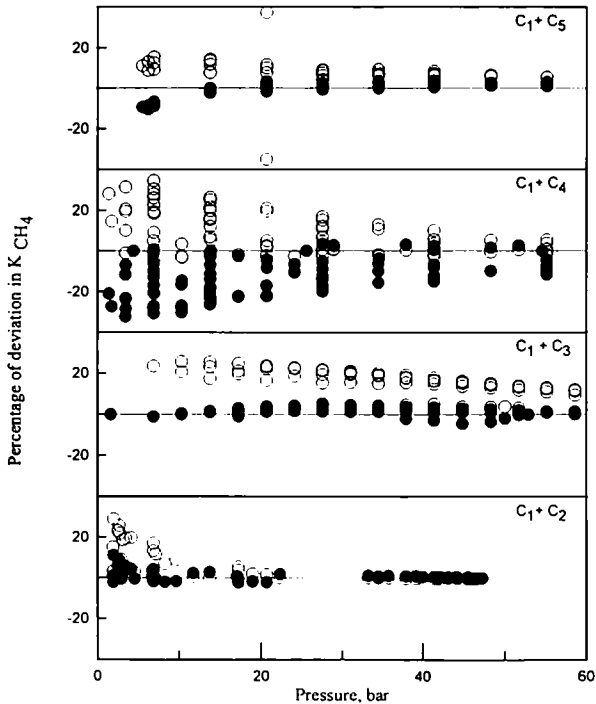 C1 + C5
20
-20
C1 + C4
20
-20
C1 + C3
20
-20
C1 + C2
20
-20
0 20 40 60
Pressure, bar
Percentage of deviation in K CH4